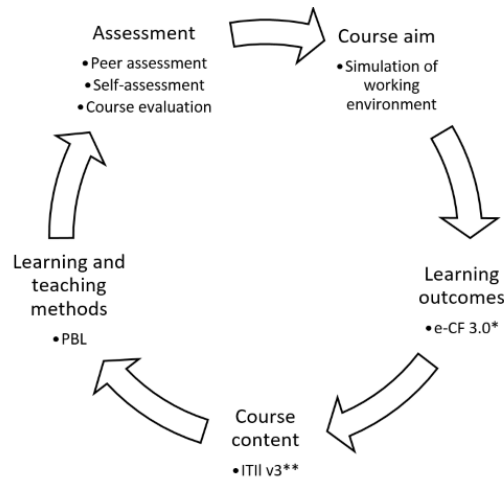 Assessment
•Peer assessment
•Self-assessment
•Course evaluation
Course aim
•Simulation of
working
environment
Learning
outcomes
•e-CF 3.0*
Course
content
•ITIl v3**
Learning and
teaching
methods
•PBL